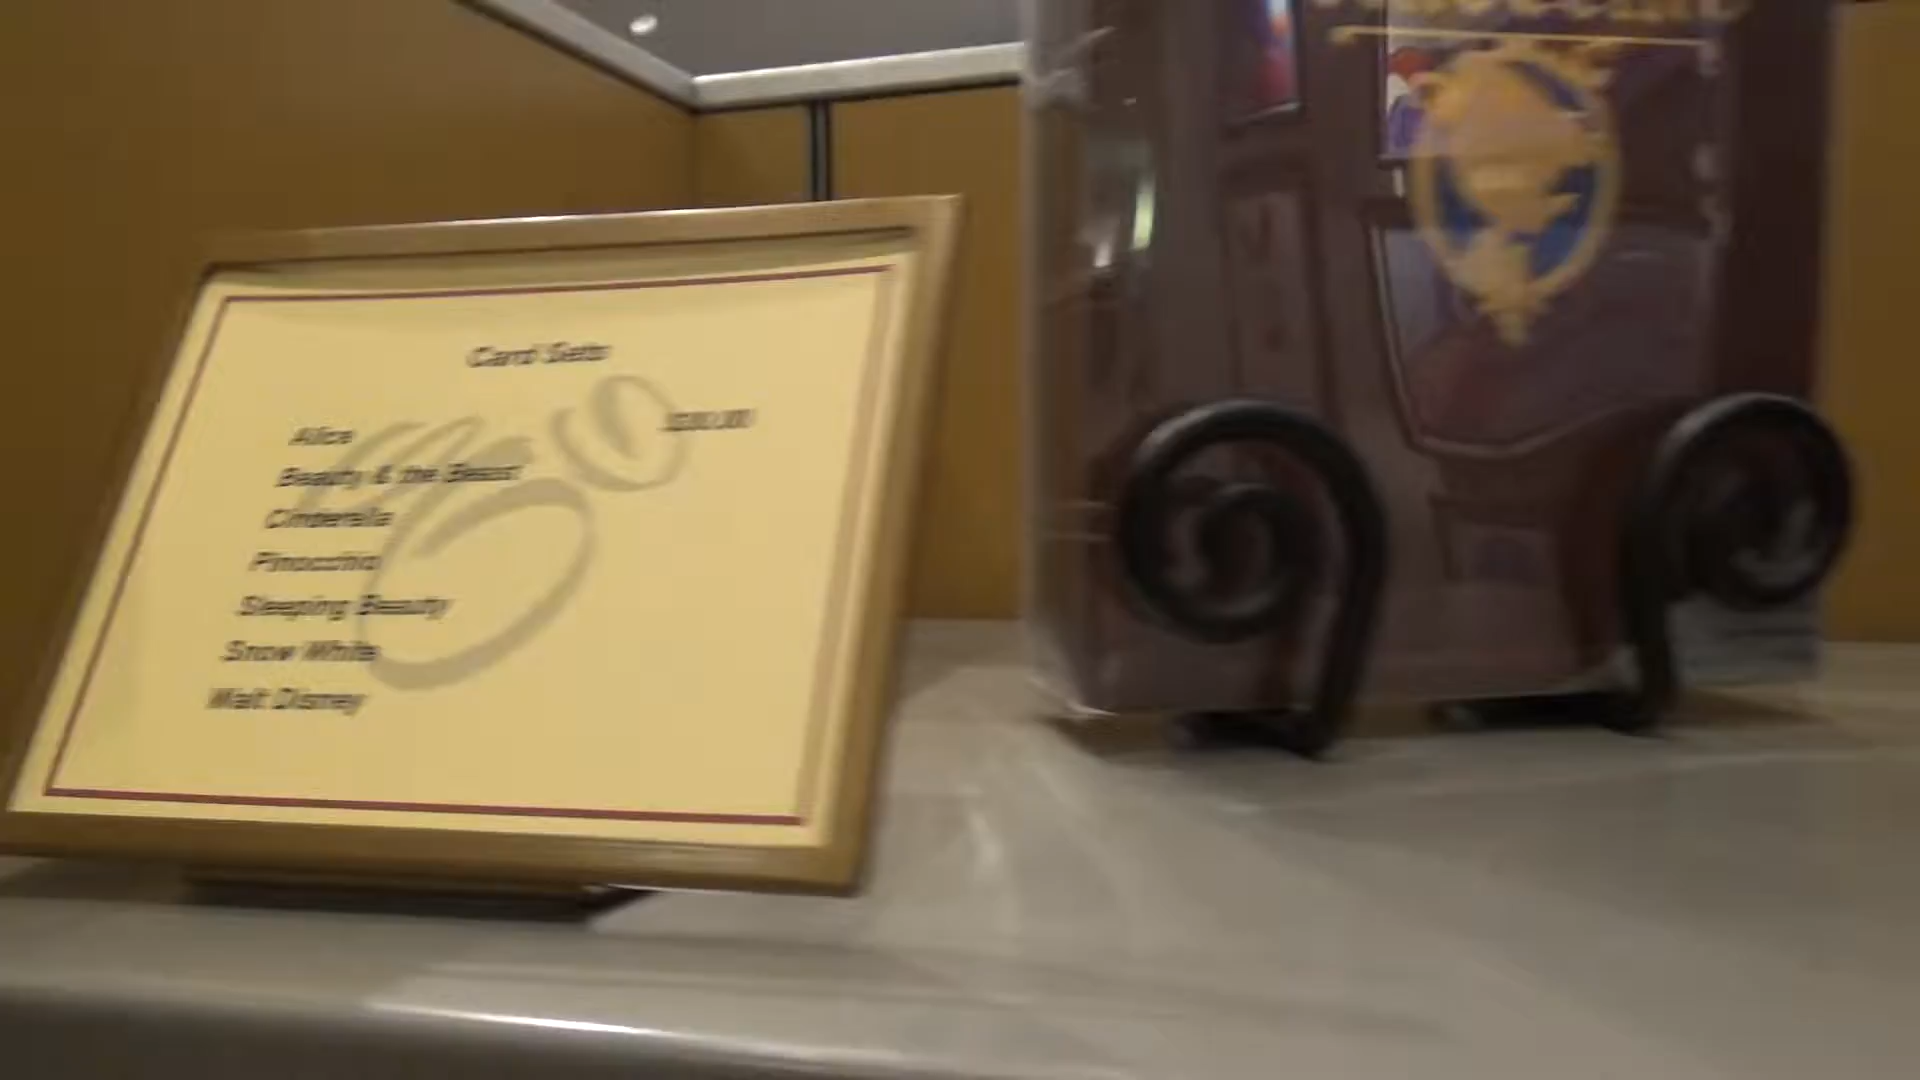 Card Sets
Alice
Beauty & the Beast
Cinderella
Pinocchio
Sleeping Beauty
Snow White
Walt Disney